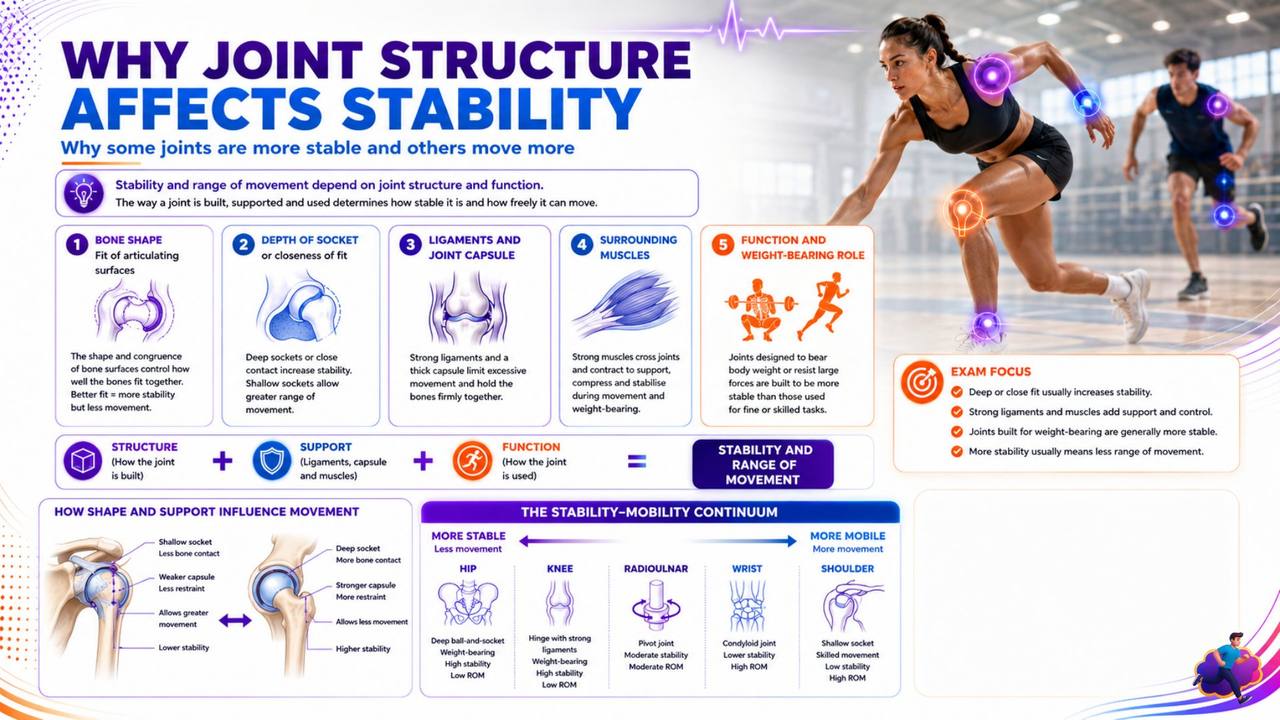 WHY JOINT STRUCTURE
AFFECTS STABILITY
Why some joints are more stable and others move more
Stability and range of movement depend on joint structure and function.
The way a joint is built, supported and used determines how stable it is and how freely it can move.
1 BONE SHAPE
Fit of articulating
surfaces
The shape and congruence
of bone surfaces control how
well the bones fit together.
Better fit = more stability
but less movement.
2 DEPTH OF SOCKET
or closeness of fit
Deep sockets or close
contact increase stability.
Shallow sockets allow
greater range of
movement.
3 LIGAMENTS AND
JOINT CAPSULE
Strong ligaments and a
thick capsule limit excessive
movement and hold the
bones firmly together.
4 SURROUNDING
MUSCLES
Strong muscles cross joints
and contract to support,
compress and stabilise
during movement and
weight-bearing.
5 FUNCTION AND
WEIGHT-BEARING ROLE
Joints designed to bear
body weight or resist large
forces are built to be more
stable than those used
for fine or skilled tasks.
EXAM FOCUS
Deep or close fit usually increases stability.
Strong ligaments and muscles add support and control.
Joints built for weight-bearing are generally more stable.
More stability usually means less range of movement.
STRUCTURE
(How the joint
is built)
+
SUPPORT
(Ligaments, capsule
and muscles)
+
FUNCTION
(How the joint
is used)
=
STABILITY AND
RANGE OF
MOVEMENT
HOW SHAPE AND SUPPORT INFLUENCE MOVEMENT
Shallow socket
Less bone contact
Weaker capsule
Less restraint
Allows greater
movement
Lower stability
Deep socket
More bone contact
Stronger capsule
More restraint
Allows less movement
Higher stability
THE STABILITY–MOBILITY CONTINUUM
MORE STABLE
Less movement
MORE MOBILE
More movement
HIP
Deep ball-and-socket
Weight-bearing
High stability
Low ROM
KNEE
Hinge with strong
ligaments
Weight-bearing
High stability
Low ROM
RADIOULNAR
Pivot joint
Moderate stability
Moderate ROM
WRIST
Condyloid joint
Lower stability
High ROM
SHOULDER
Shallow socket
Skilled movement
Low stability
High ROM